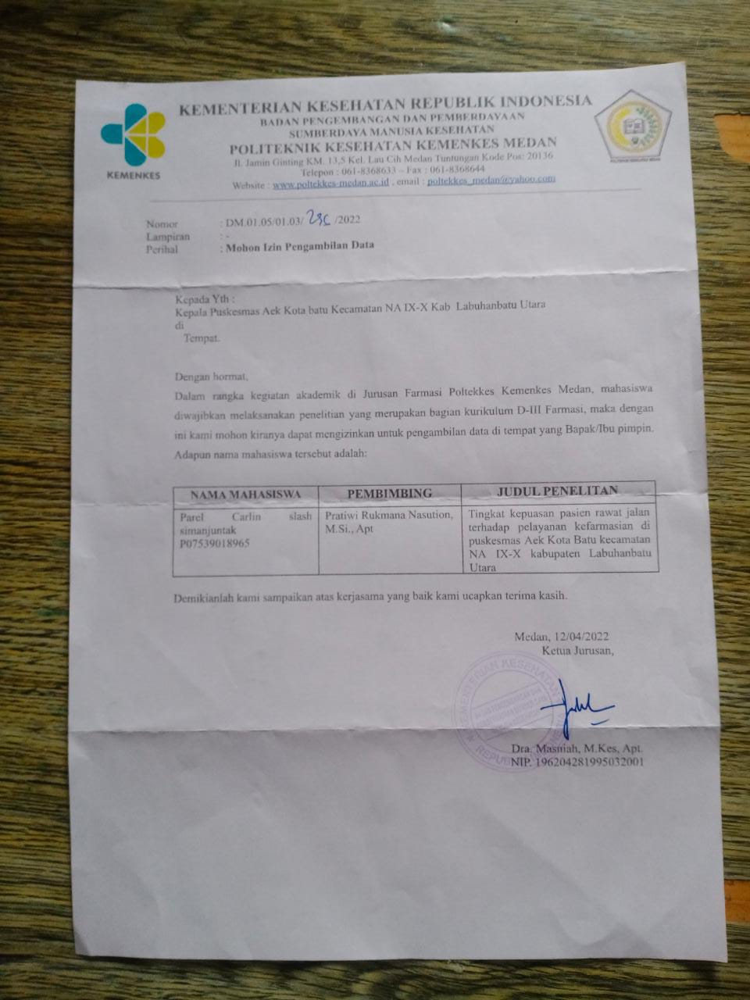 KEMENTERIAN KESEHATAN REPUBLIK INDONESIA
BADAN PENGEMBANGAN DAN PEMBERDAYAAN
SUMBERDAYA MANUSIA KESEHATAN
POLITEKNIK KESEHATAN KEMENKES MEDAN
Jl. Jamin Ginting KM. 13,5 Kel. Lau Cih Medan Tuntungan Kode Pos: 20136
Telepon : 061-8368633 – Fax : 061-8368644
Website : www.poltekkes-medan.ac.id , email : poltekkes_medan@yahoo.com
KEMENKES
Nomor : DM.01.05/01.03/ /2022
Lampiran : -
Perihal : Mohon Izin Pengambilan Data
Kepada Yth :
Kepala Puskesmas Aek Kota batu Kecamatan NA IX-X Kab Labuhanbatu Utara
di
Tempat.
Dengan hormat,
Dalam rangka kegiatan akademik di Jurusan Farmasi Poltekkes Kemenkes Medan, mahasiswa
diwajibkan melaksanakan penelitian yang merupakan bagian kurikulum D-III Farmasi, maka dengan
ini kami mohon kiranya dapat mengizinkan untuk pengambilan data di tempat yang Bapak/Ibu pimpin.
Adapun nama mahasiswa tersebut adalah:
NAMA MAHASISWA PEMBIMBING JUDUL PENELITAN
Parel Carlin slash Pratiwi Rukmana Nasution, Tingkat kepuasan pasien rawat jalan
simanjuntak M.Si., Apt terhadap pelayanan kefarmasian di
P07539018965 puskesmas Aek Kota Batu kecamatan
NA IX-X kabupaten Labuhanbatu
Utara
Demikianlah kami sampaikan atas kerjasama yang baik kami ucapkan terima kasih.
Medan, 12/04/2022
Ketua Jurusan,
KEMENTERIAN KESEHATAN
Dra. Masniah, M.Kes, Apt.
NIP. 196204281995032001